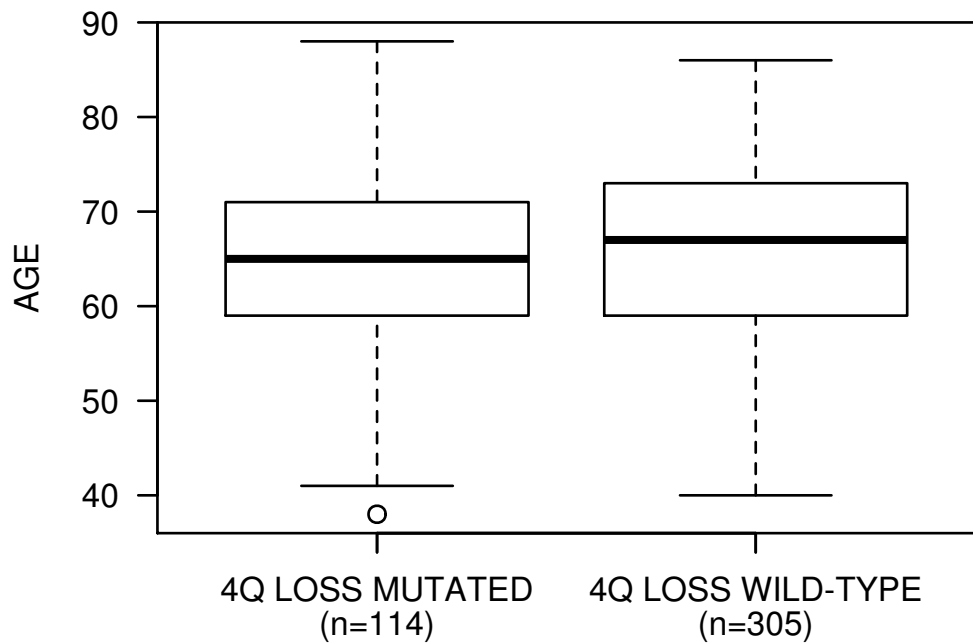 90
80
70
60
50
40
AGE
4Q LOSS MUTATED
(n=114)
4Q LOSS WILD-TYPE
(n=305)